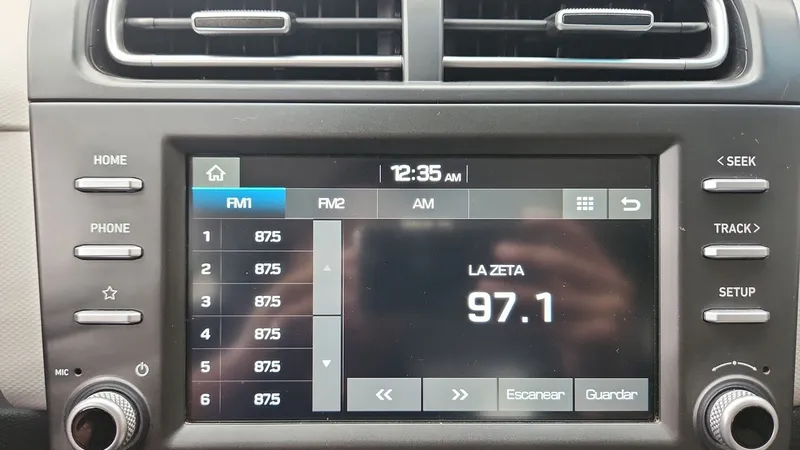 HOME
PHONE
MIC
12:35 AM
FM1 FM2 AM
1 87.5
2 87.5
3 87.5
4 87.5
5 87.5
6 87.5
LA ZETA
97.1
<< >> Escanear Guardar
< SEEK
TRACK >
SETUP